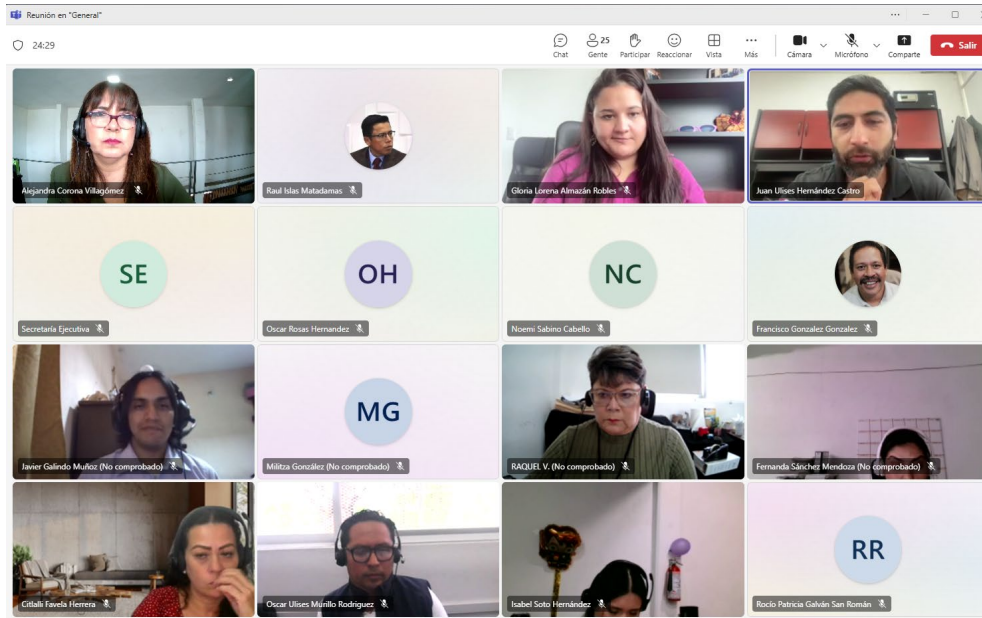 Reunión en "General"
24:29
Chat
25
Gente
Participar
Reaccionar
Vista
Más
Cámara
Micrófono
Comparte
Salir
Alejandra Corona Villagómez
Raul Islas Matadamas
Gloria Lorena Almazán Robles
Juan Ulises Hernández Castro
SE
Secretaría Ejecutiva
OH
Oscar Rosas Hernandez
NC
Noemi Sabino Cabello
Francisco Gonzalez Gonzalez
Javier Galindo Muñoz (No comprobado)
MG
Militza González (No comprobado)
RAQUEL V. (No comprobado)
Fernanda Sánchez Mendoza (No comprobado)
Citlalli Favela Herrera
Oscar Ulises Murillo Rodriguez
Isabel Soto Hernández
RR
Rocío Patricia Galván San Román